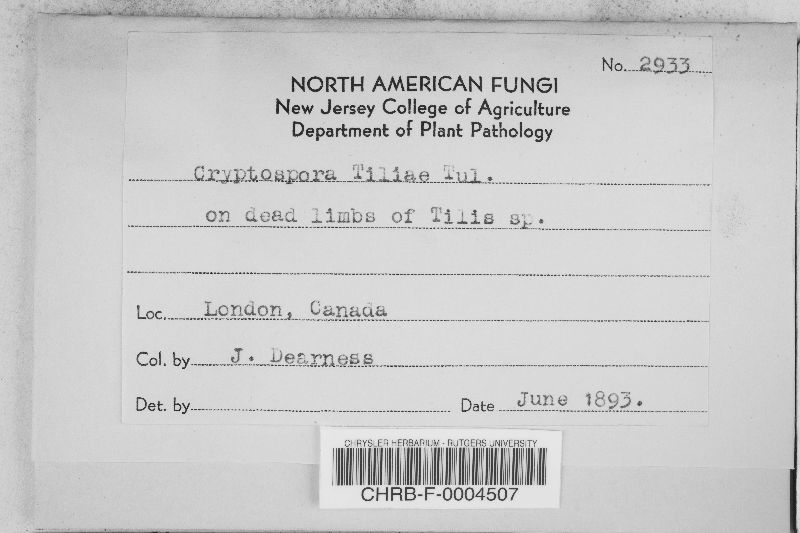 No. 2933
NORTH AMERICAN FUNGI
New Jersey College of Agriculture
Department of Plant Pathology
Cryptospora Tiliae Tul.
on dead limbs of Tilis sp.
Loc. London, Canada
Col. by J. Dearness
Det. by
Date June 1893.
CHRYSLER HERBARIUM - RUTGERS UNIVERSITY
CHRB-F-0004507